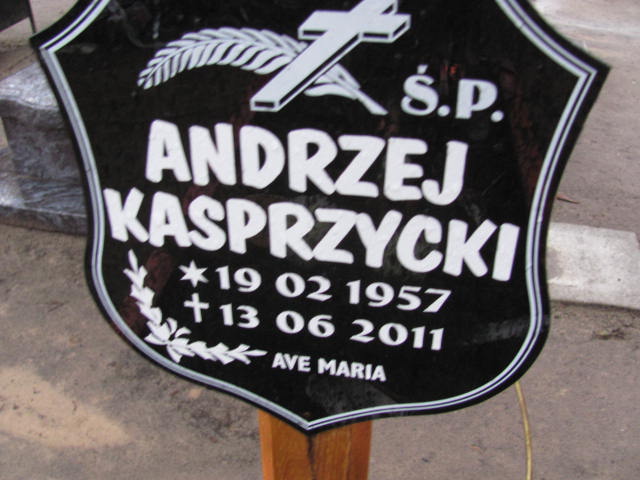 Ś.P.
ANDRZEJ
KASPRZYCKI
✶ 19 02 1957
✝ 13 06 2011
AVE MARIA